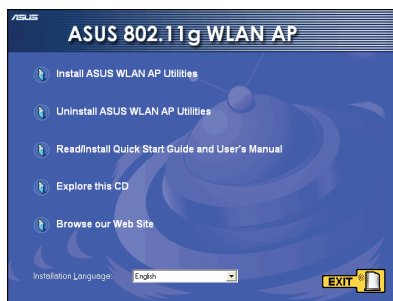 ASUS
ASUS 802.11g WLAN AP
Install ASUS WLAN AP Utilities
Uninstall ASUS WLAN AP Utilities
Read/Install Quick Start Guide and User's Manual
Explore this CD
Browse our Web Site
Installation Language: English
EXIT